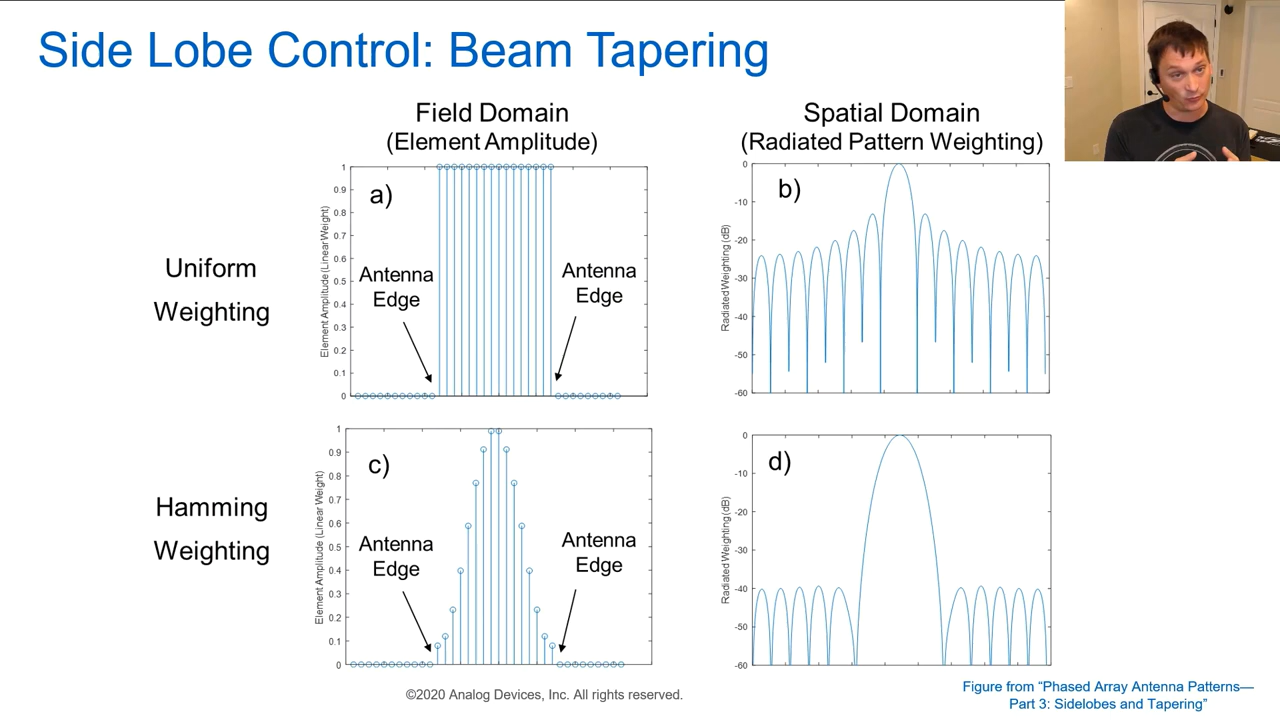 Side Lobe Control: Beam Tapering
Field Domain
(Element Amplitude)
Spatial Domain
(Radiated Pattern Weighting)
Uniform
Weighting
a)
Antenna
Edge
Antenna
Edge
Element Amplitude (Linear Weight)
1
0.9
0.8
0.7
0.6
0.5
0.4
0.3
0.2
0.1
0
b)
Radiated Weighting (dB)
0
-10
-20
-30
-40
-50
-60
Hamming
Weighting
c)
Antenna
Edge
Antenna
Edge
Element Amplitude (Linear Weight)
1
0.9
0.8
0.7
0.6
0.5
0.4
0.3
0.2
0.1
0
d)
Radiated Weighting (dB)
0
-10
-20
-30
-40
-50
-60
©2020 Analog Devices, Inc. All rights reserved.
Figure from “Phased Array Antenna Patterns—
Part 3: Sidelobes and Tapering”